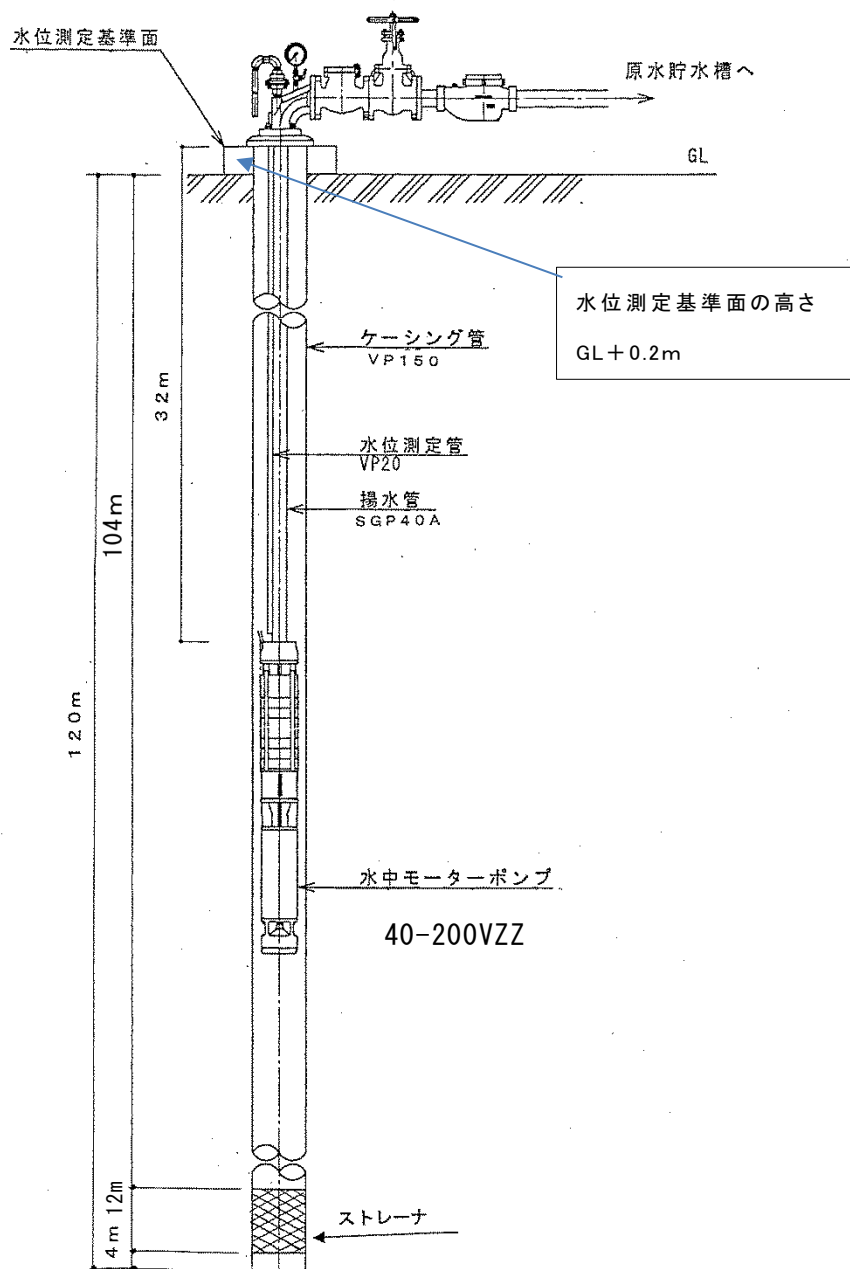 水位測定基準面
原水貯水槽へ
GL
水位測定基準面の高さ
GL+0.2m
ケーシング管
VP150
32m
水位測定管
VP20
揚水管
SGP40A
104m
120m
水中モーターポンプ
40-200VZZ
12m
4m
ストレーナ